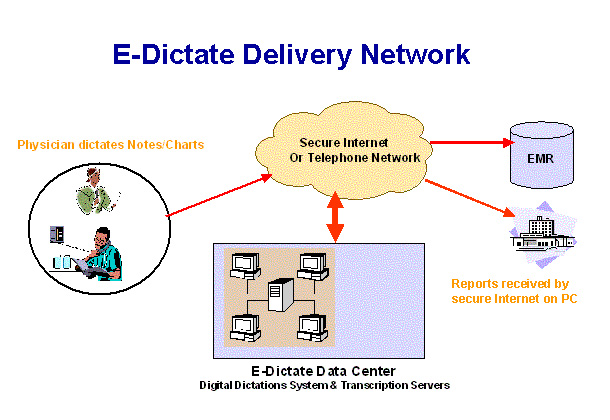 E-Dictate Delivery Network
Physician dictates Notes/Charts
Secure Internet
Or Telephone Network
EMR
Reports received by
secure Internet on PC
E-Dictate Data Center
Digital Dictations System & Transcription Servers